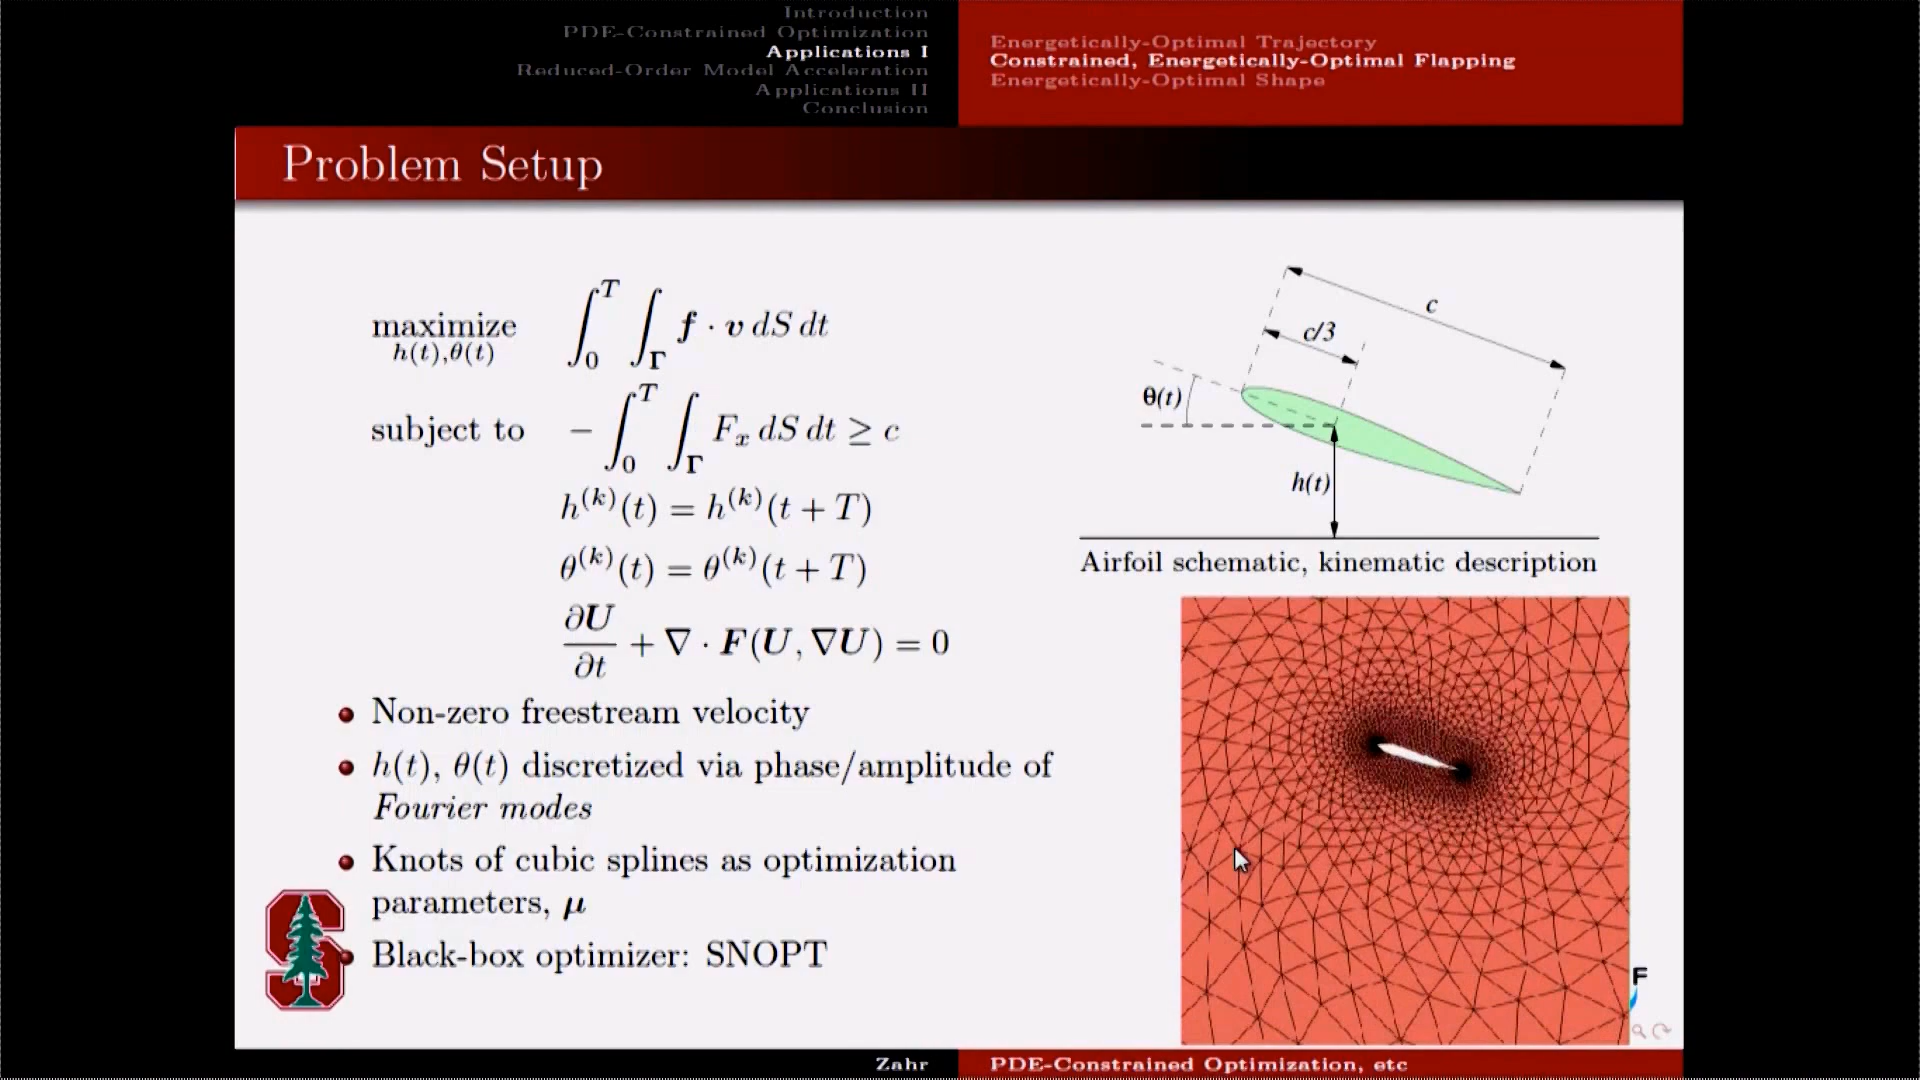 Introduction
PDE-Constrained Optimization
Applications I
Reduced-Order Model Acceleration
Applications II
Conclusion
Energetically-Optimal Trajectory
Constrained, Energetically-Optimal Flapping
Energetically-Optimal Shape
Problem Setup
maximize ∫₀ᵀ ∫_Γ f · v dS dt
h(t),θ(t)
subject to − ∫₀ᵀ ∫_Γ Fₓ dS dt ≥ c
h^(k)(t) = h^(k)(t + T)
θ^(k)(t) = θ^(k)(t + T)
∂U/∂t + ∇ · F(U, ∇U) = 0
Non-zero freestream velocity
h(t), θ(t) discretized via phase/amplitude of
Fourier modes
Knots of cubic splines as optimization
parameters, μ
Black-box optimizer: SNOPT
c
c/3
θ(t)
h(t)
Airfoil schematic, kinematic description
S
F
Zahr
PDE-Constrained Optimization, etc